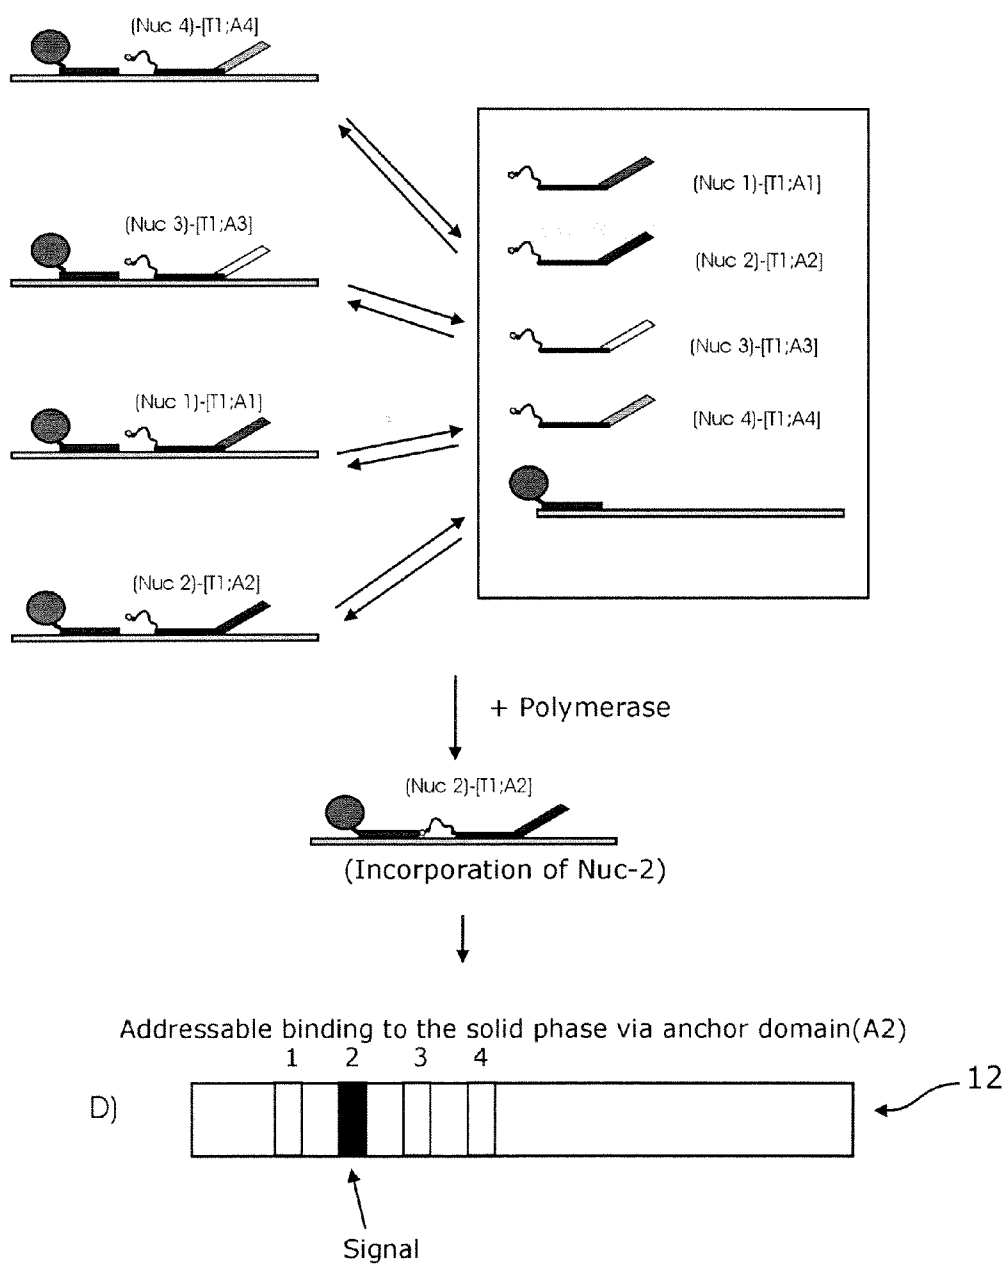 (Nuc 4)-[T1;A4]
(Nuc 1)-[T1;A1]
(Nuc 3)-[T1;A3]
(Nuc 2)-[T1;A2]
(Nuc 3)-[T1;A3]
(Nuc 1)-[T1;A1]
(Nuc 4)-[T1;A4]
(Nuc 2)-[T1;A2]
+ Polymerase
(Nuc 2)-[T1;A2]
(Incorporation of Nuc-2)
Addressable binding to the solid phase via anchor domain(A2)
1 2 3 4
12
D)
Signal